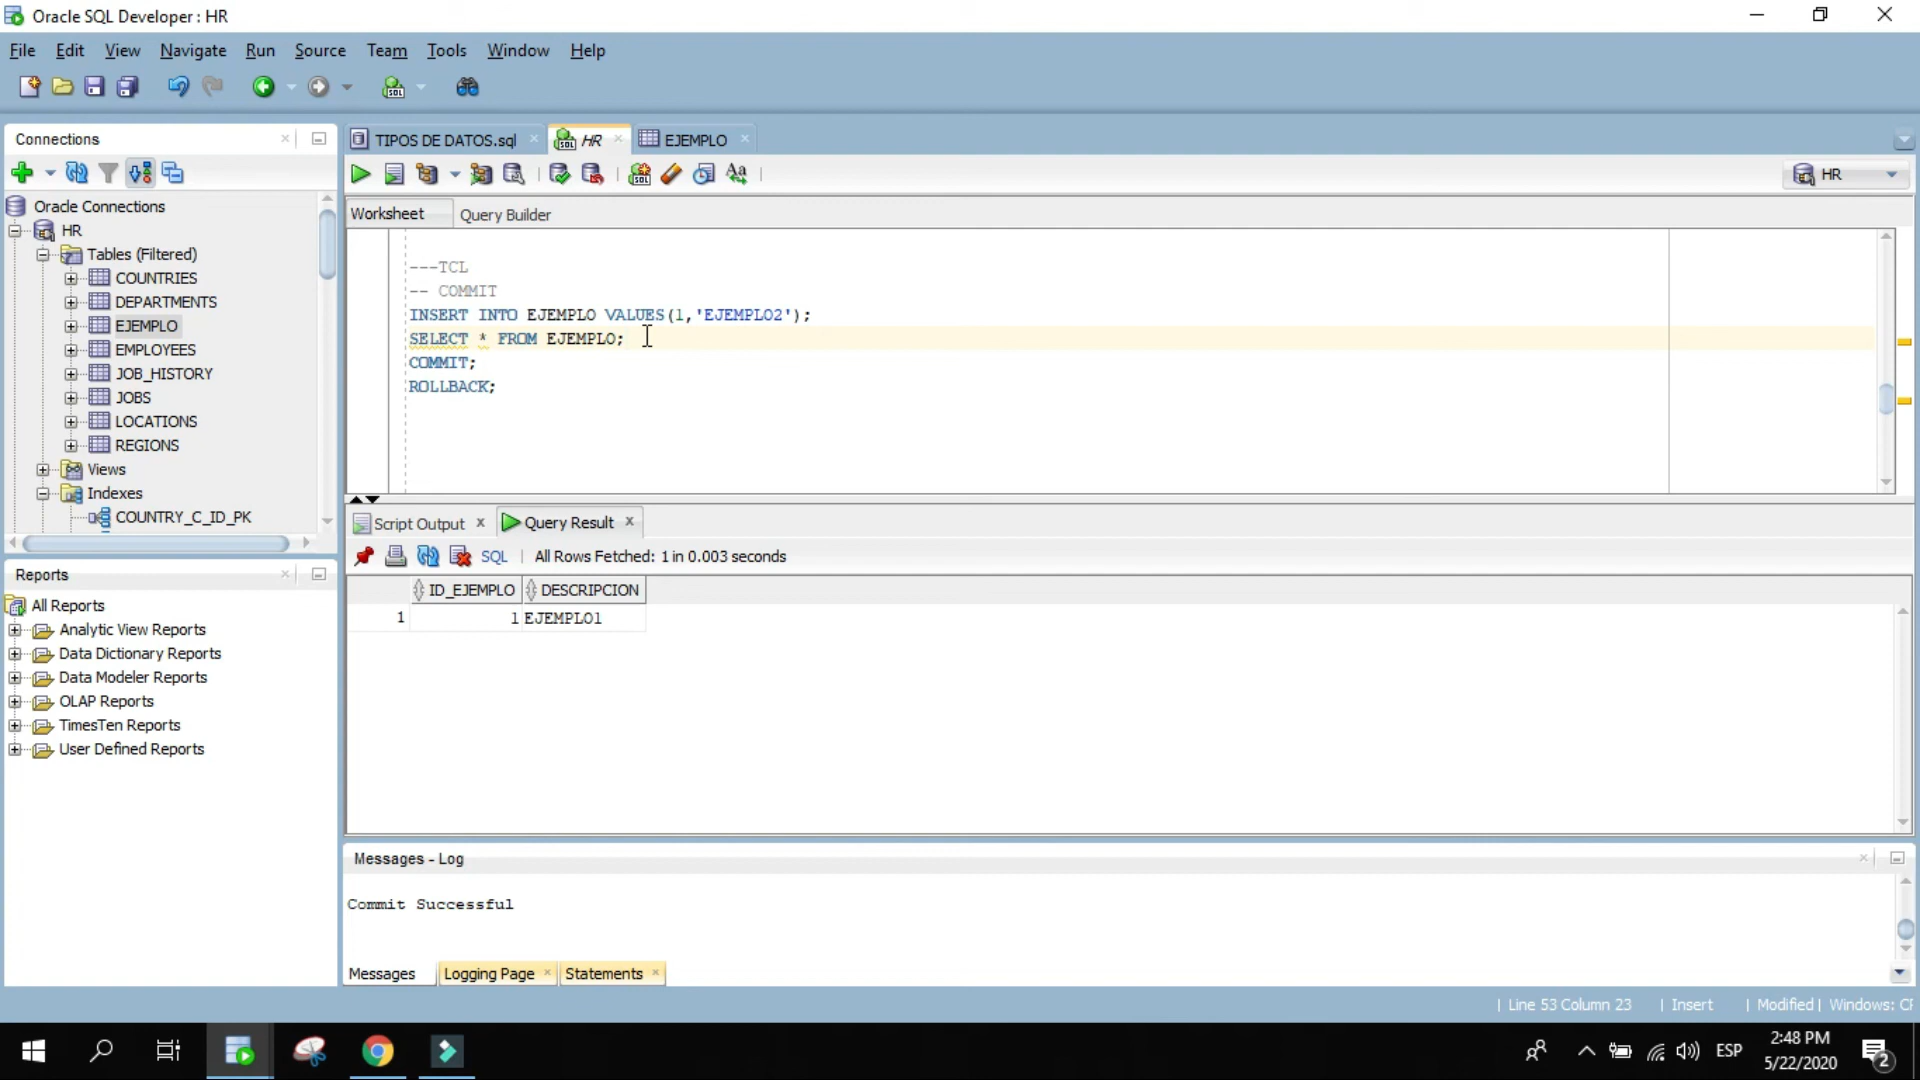 Oracle SQL Developer : HR
File Edit View Navigate Run Source Team Tools Window Help
Connections
Oracle Connections
HR
Tables (Filtered)
COUNTRIES
DEPARTMENTS
EJEMPLO
EMPLOYEES
JOB_HISTORY
JOBS
LOCATIONS
REGIONS
Views
Indexes
COUNTRY_C_ID_PK
Reports
All Reports
Analytic View Reports
Data Dictionary Reports
Data Modeler Reports
OLAP Reports
TimesTen Reports
User Defined Reports
TIPOS DE DATOS.sql HR EJEMPLO
HR
Worksheet Query Builder
---TCL
-- COMMIT
INSERT INTO EJEMPLO VALUES(1,'EJEMPLO2');
SELECT * FROM EJEMPLO;
COMMIT;
ROLLBACK;
Script Output Query Result
SQL | All Rows Fetched: 1 in 0.003 seconds
ID_EJEMPLO DESCRIPCION
1 1 EJEMPLO1
Messages - Log
Commit Successful
Messages Logging Page Statements
| Line 53 Column 23 | Insert | Modified | Windows: CF
ESP
2:48 PM
5/22/2020
2